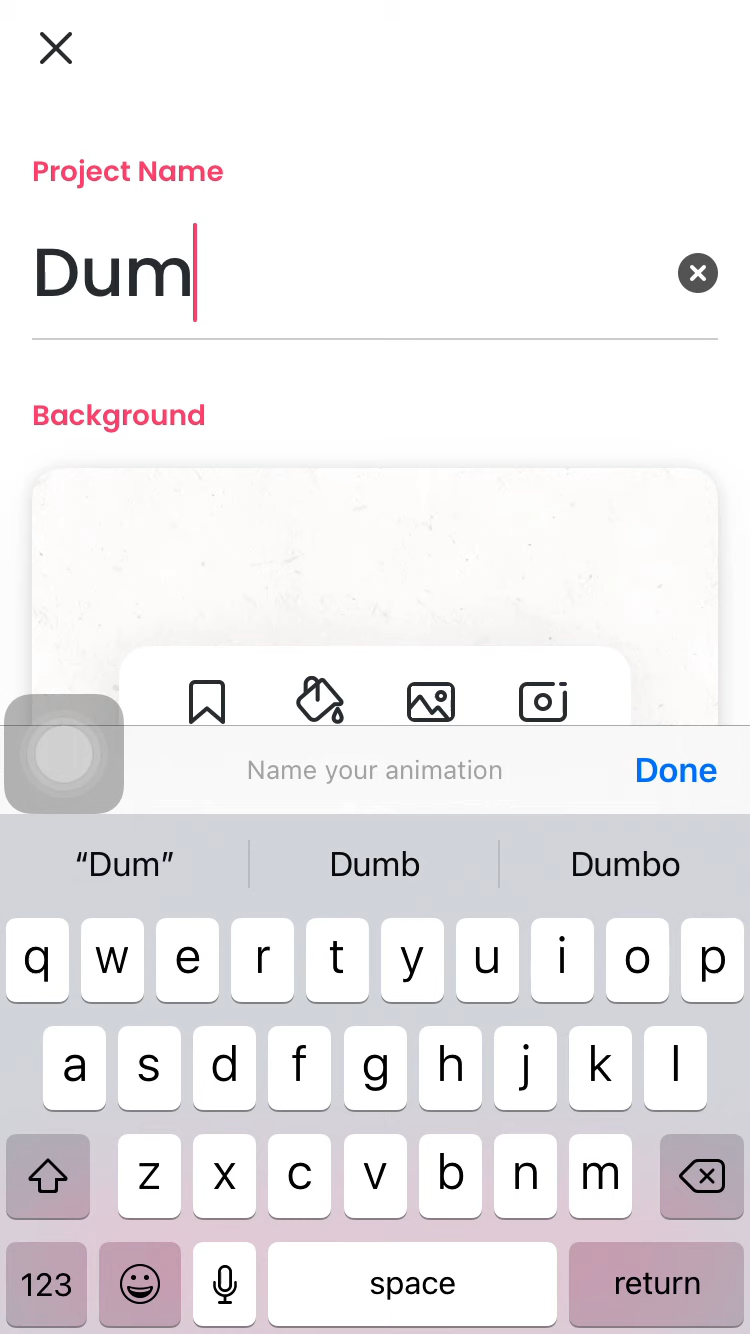 Project Name
Dum
Background
Name your animation Done
“Dum” Dumb Dumbo
q w e r t y u i o p
a s d f g h j k l
z x c v b n m
123 space return